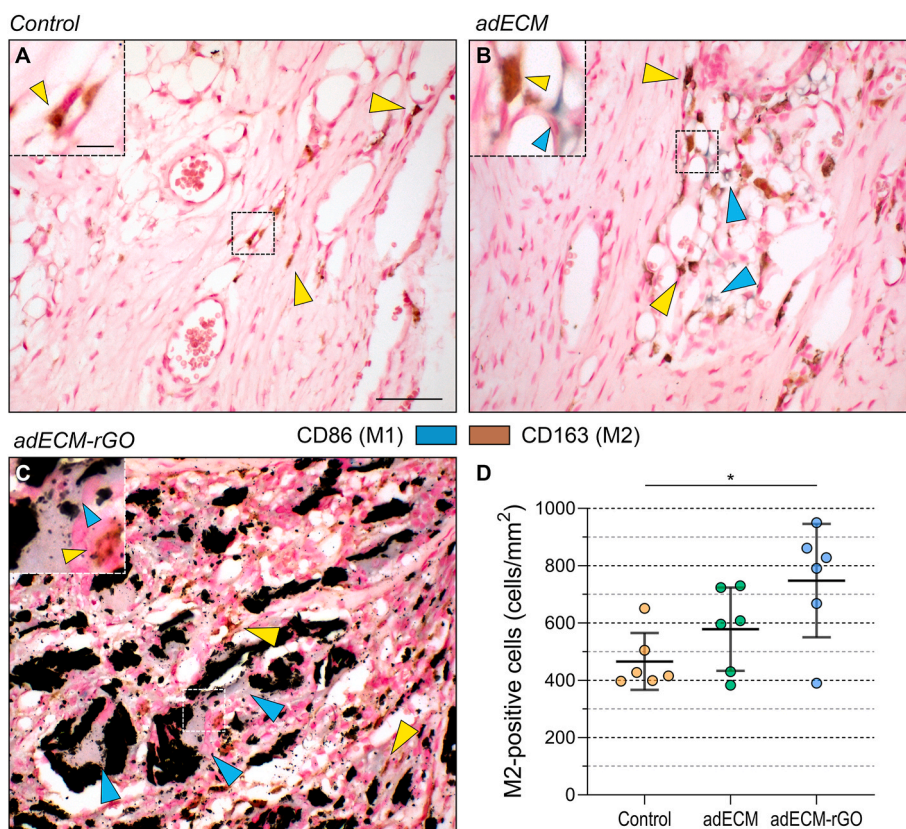 Control
adECM
A
B
adECM-rGO
CD86 (M1) CD163 (M2)
C
D
*
M2-positive cells (cells/mm²)
1000
800
600
400
200
0
Control adECM adECM-rGO